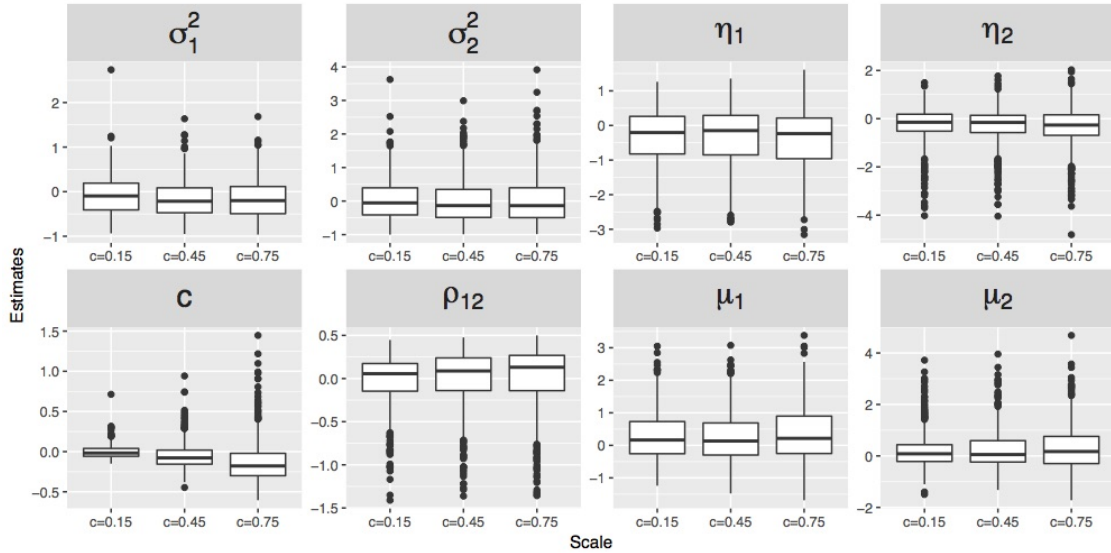 σ₁² σ₂² η₁ η₂
2 1 0 -1
4 3 2 1 0 -1
1 0 -1 -2 -3
2 0 -2 -4
c=0.15 c=0.45 c=0.75 c=0.15 c=0.45 c=0.75 c=0.15 c=0.45 c=0.75 c=0.15 c=0.45 c=0.75
Estimates
c ρ₁₂ μ₁ μ₂
1.5 1.0 0.5 0.0 -0.5
0.5 0.0 -0.5 -1.0 -1.5
3 2 1 0 -1
4 2 0 -2
c=0.15 c=0.45 c=0.75 c=0.15 c=0.45 c=0.75 c=0.15 c=0.45 c=0.75 c=0.15 c=0.45 c=0.75
Scale